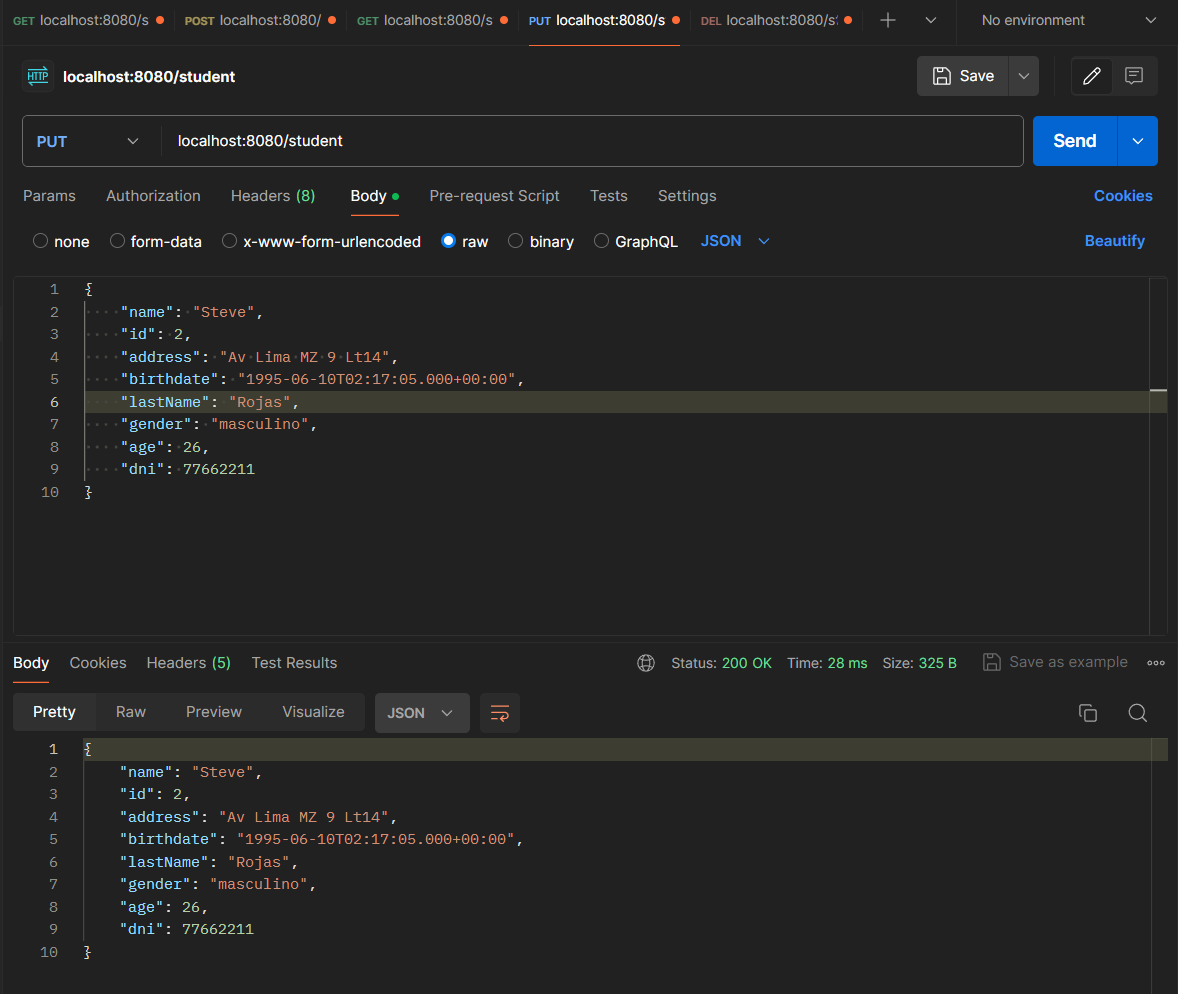 GET localhost:8080/s POST localhost:8080/ GET localhost:8080/s PUT localhost:8080/s DEL localhost:8080/s No environment
HTTP localhost:8080/student Save
PUT localhost:8080/student Send
Params Authorization Headers (8) Body Pre-request Script Tests Settings Cookies
none form-data x-www-form-urlencoded raw binary GraphQL JSON Beautify
1 {
2 "name": "Steve",
3 "id": 2,
4 "address": "Av Lima MZ 9 Lt14",
5 "birthdate": "1995-06-10T02:17:05.000+00:00",
6 "lastName": "Rojas",
7 "gender": "masculino",
8 "age": 26,
9 "dni": 77662211
10 }
Body Cookies Headers (5) Test Results Status: 200 OK Time: 28 ms Size: 325 B Save as example
Pretty Raw Preview Visualize JSON
1 {
2 "name": "Steve",
3 "id": 2,
4 "address": "Av Lima MZ 9 Lt14",
5 "birthdate": "1995-06-10T02:17:05.000+00:00",
6 "lastName": "Rojas",
7 "gender": "masculino",
8 "age": 26,
9 "dni": 77662211
10 }